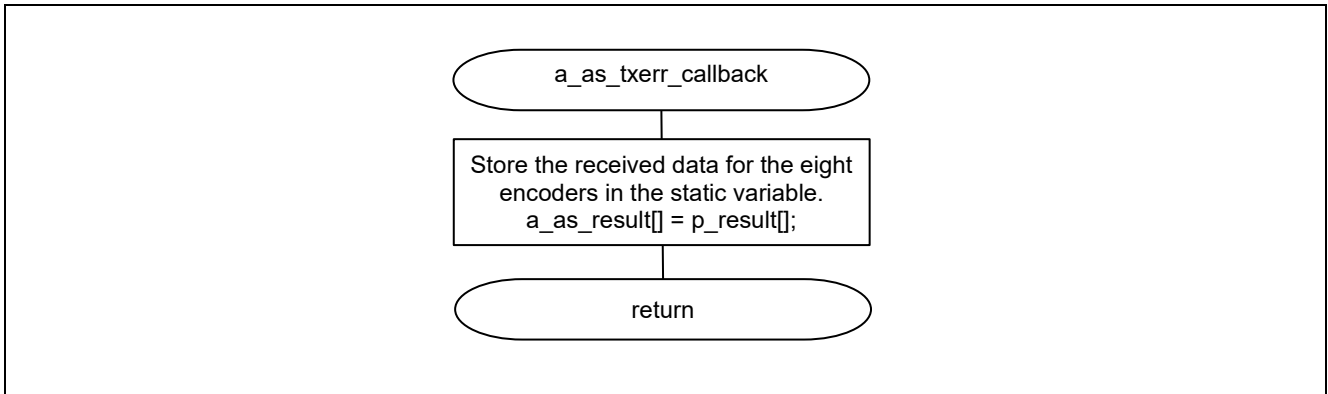 a_as_txerr_callback
Store the received data for the eight
encoders in the static variable.
a_as_result[] = p_result[];
return